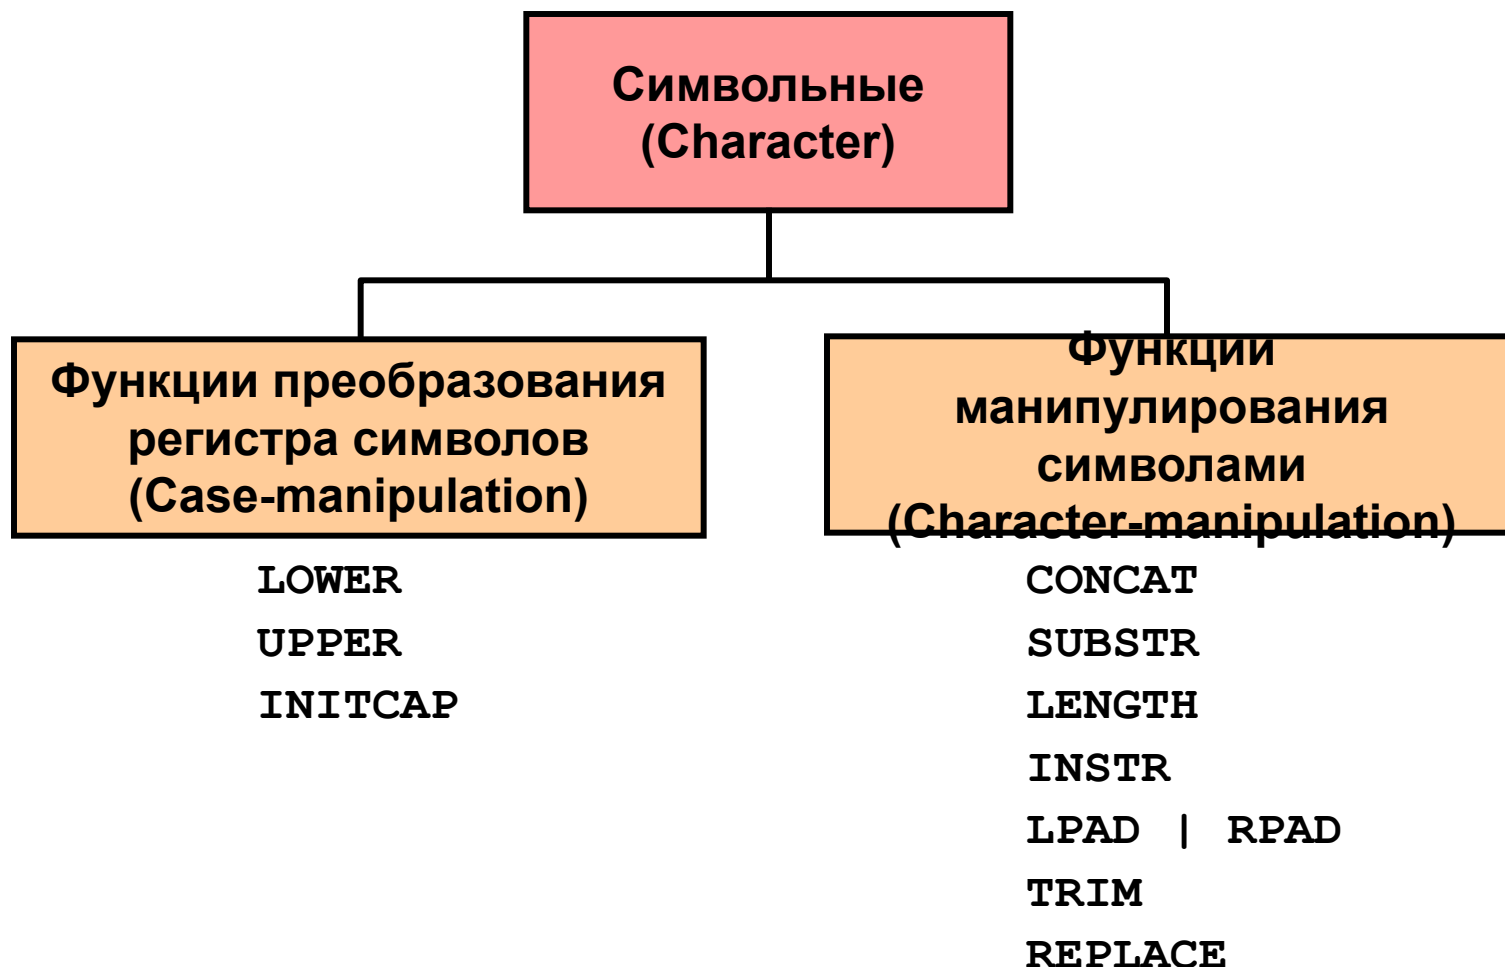 Символьные
(Character)
Функции преобразования
регистра символов
(Case-manipulation)
LOWER
UPPER
INITCAP
Функции
манипулирования
символами
(Character-manipulation)
CONCAT
SUBSTR
LENGTH
INSTR
LPAD | RPAD
TRIM
REPLACE